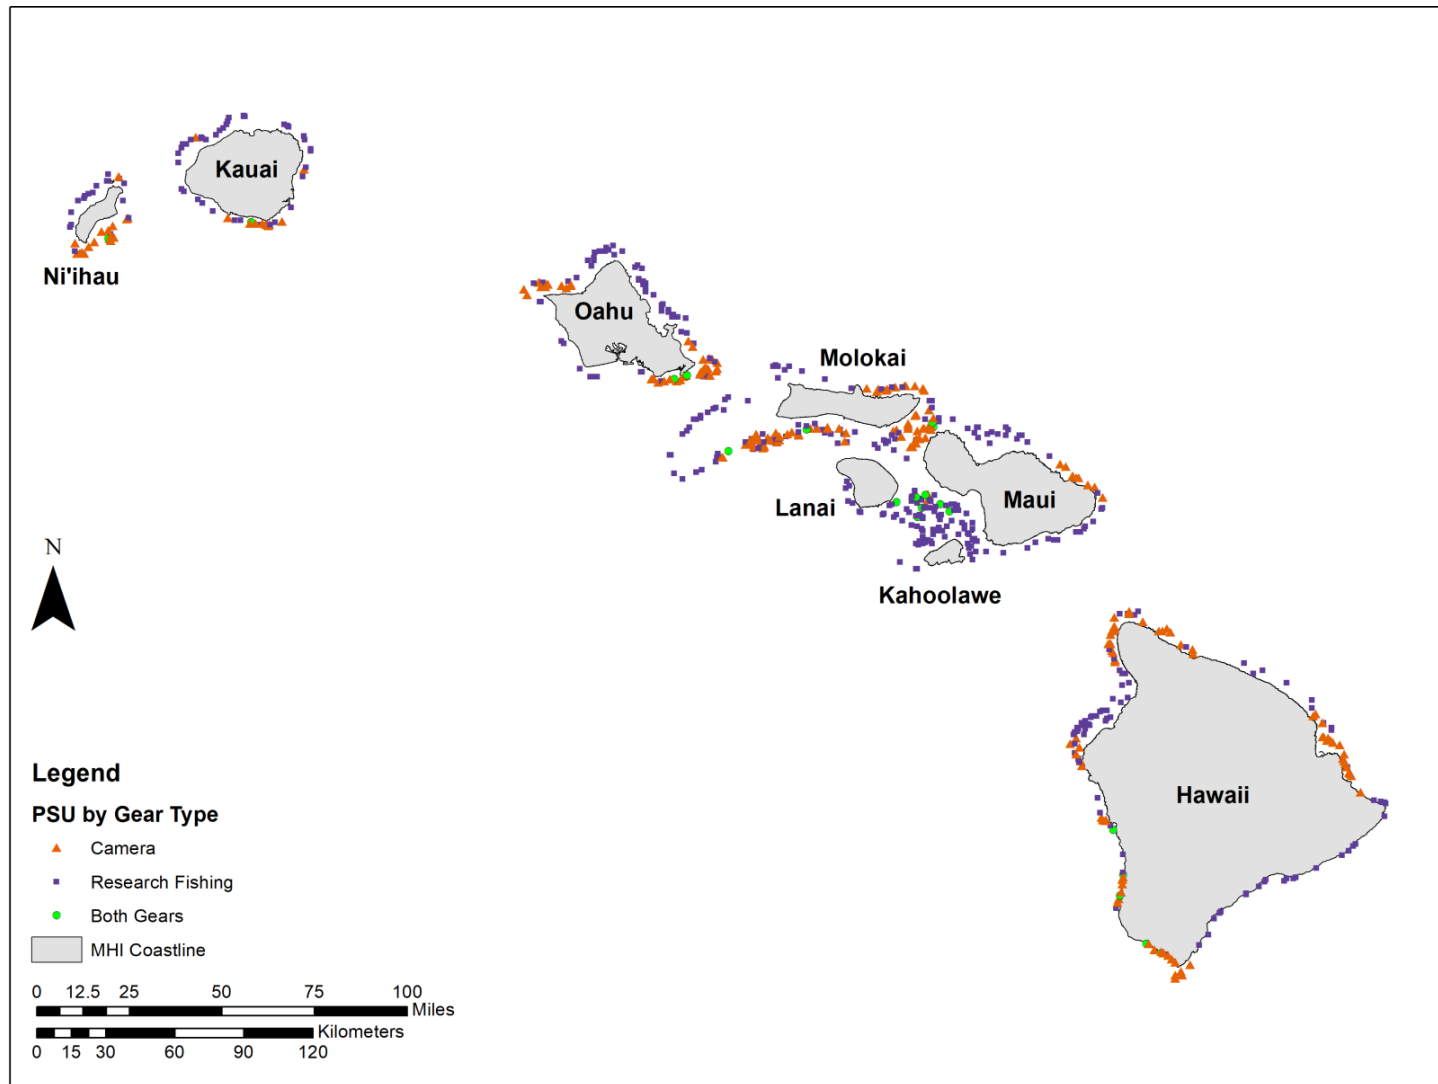 Kauai
Ni'ihau
Oahu
Molokai
Lanai
Maui
Kahoolawe
N
Hawaii
Legend
PSU by Gear Type
Camera
Research Fishing
Both Gears
MHI Coastline
0 12.5 25 50 75 100
Miles
Kilometers
0 15 30 60 90 120